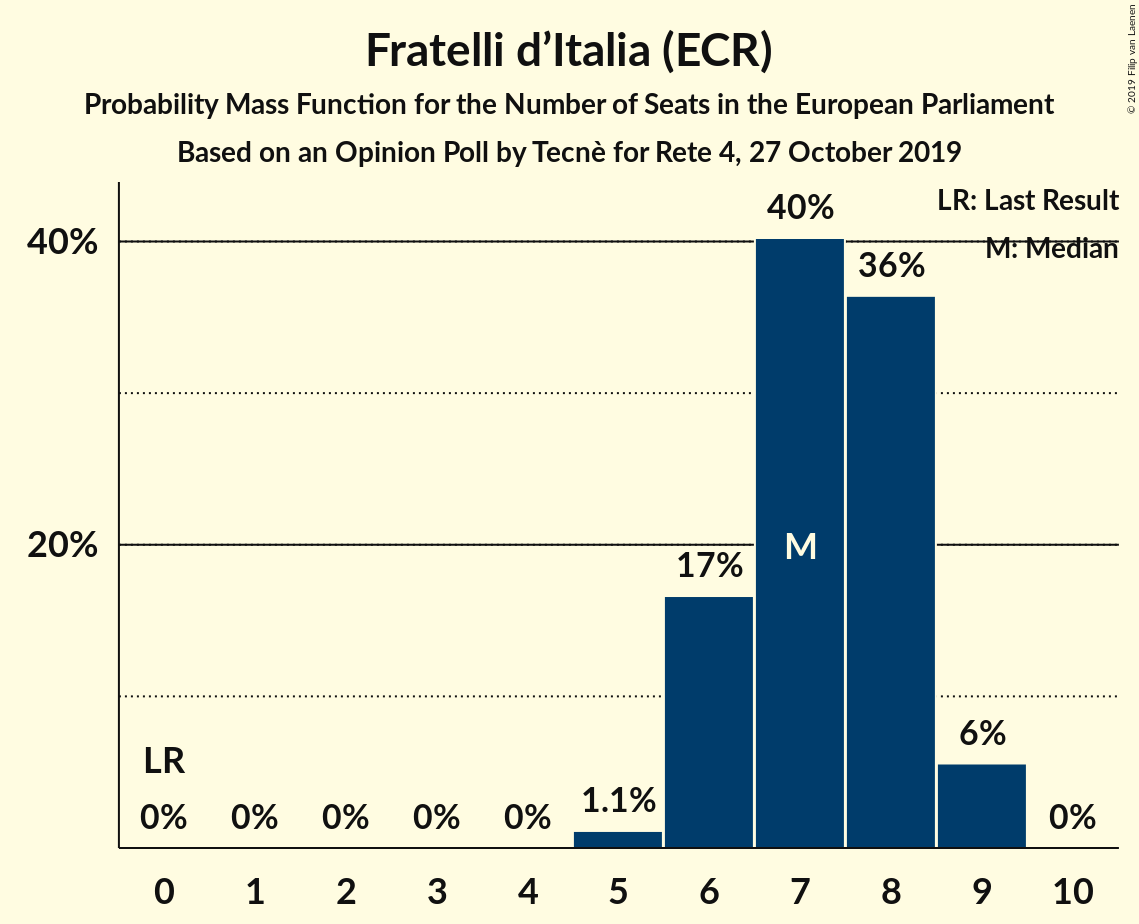 Fratelli d’Italia (ECR)
Probability Mass Function for the Number of Seats in the European Parliament
Based on an Opinion Poll by Tecnè for Rete 4, 27 October 2019
© 2019 Filip van Laenen
LR: Last Result
M: Median
40%
20%
LR
0%
0%
0%
0%
0%
1.1%
17%
40%
M
36%
6%
0%
0 1 2 3 4 5 6 7 8 9 10